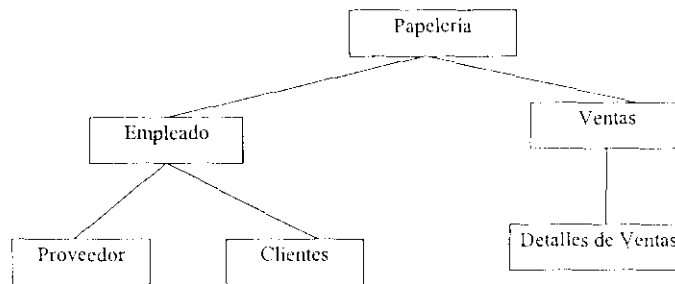 Papelería
Empleado
Ventas
Proveedor
Clientes
Detalles de Ventas